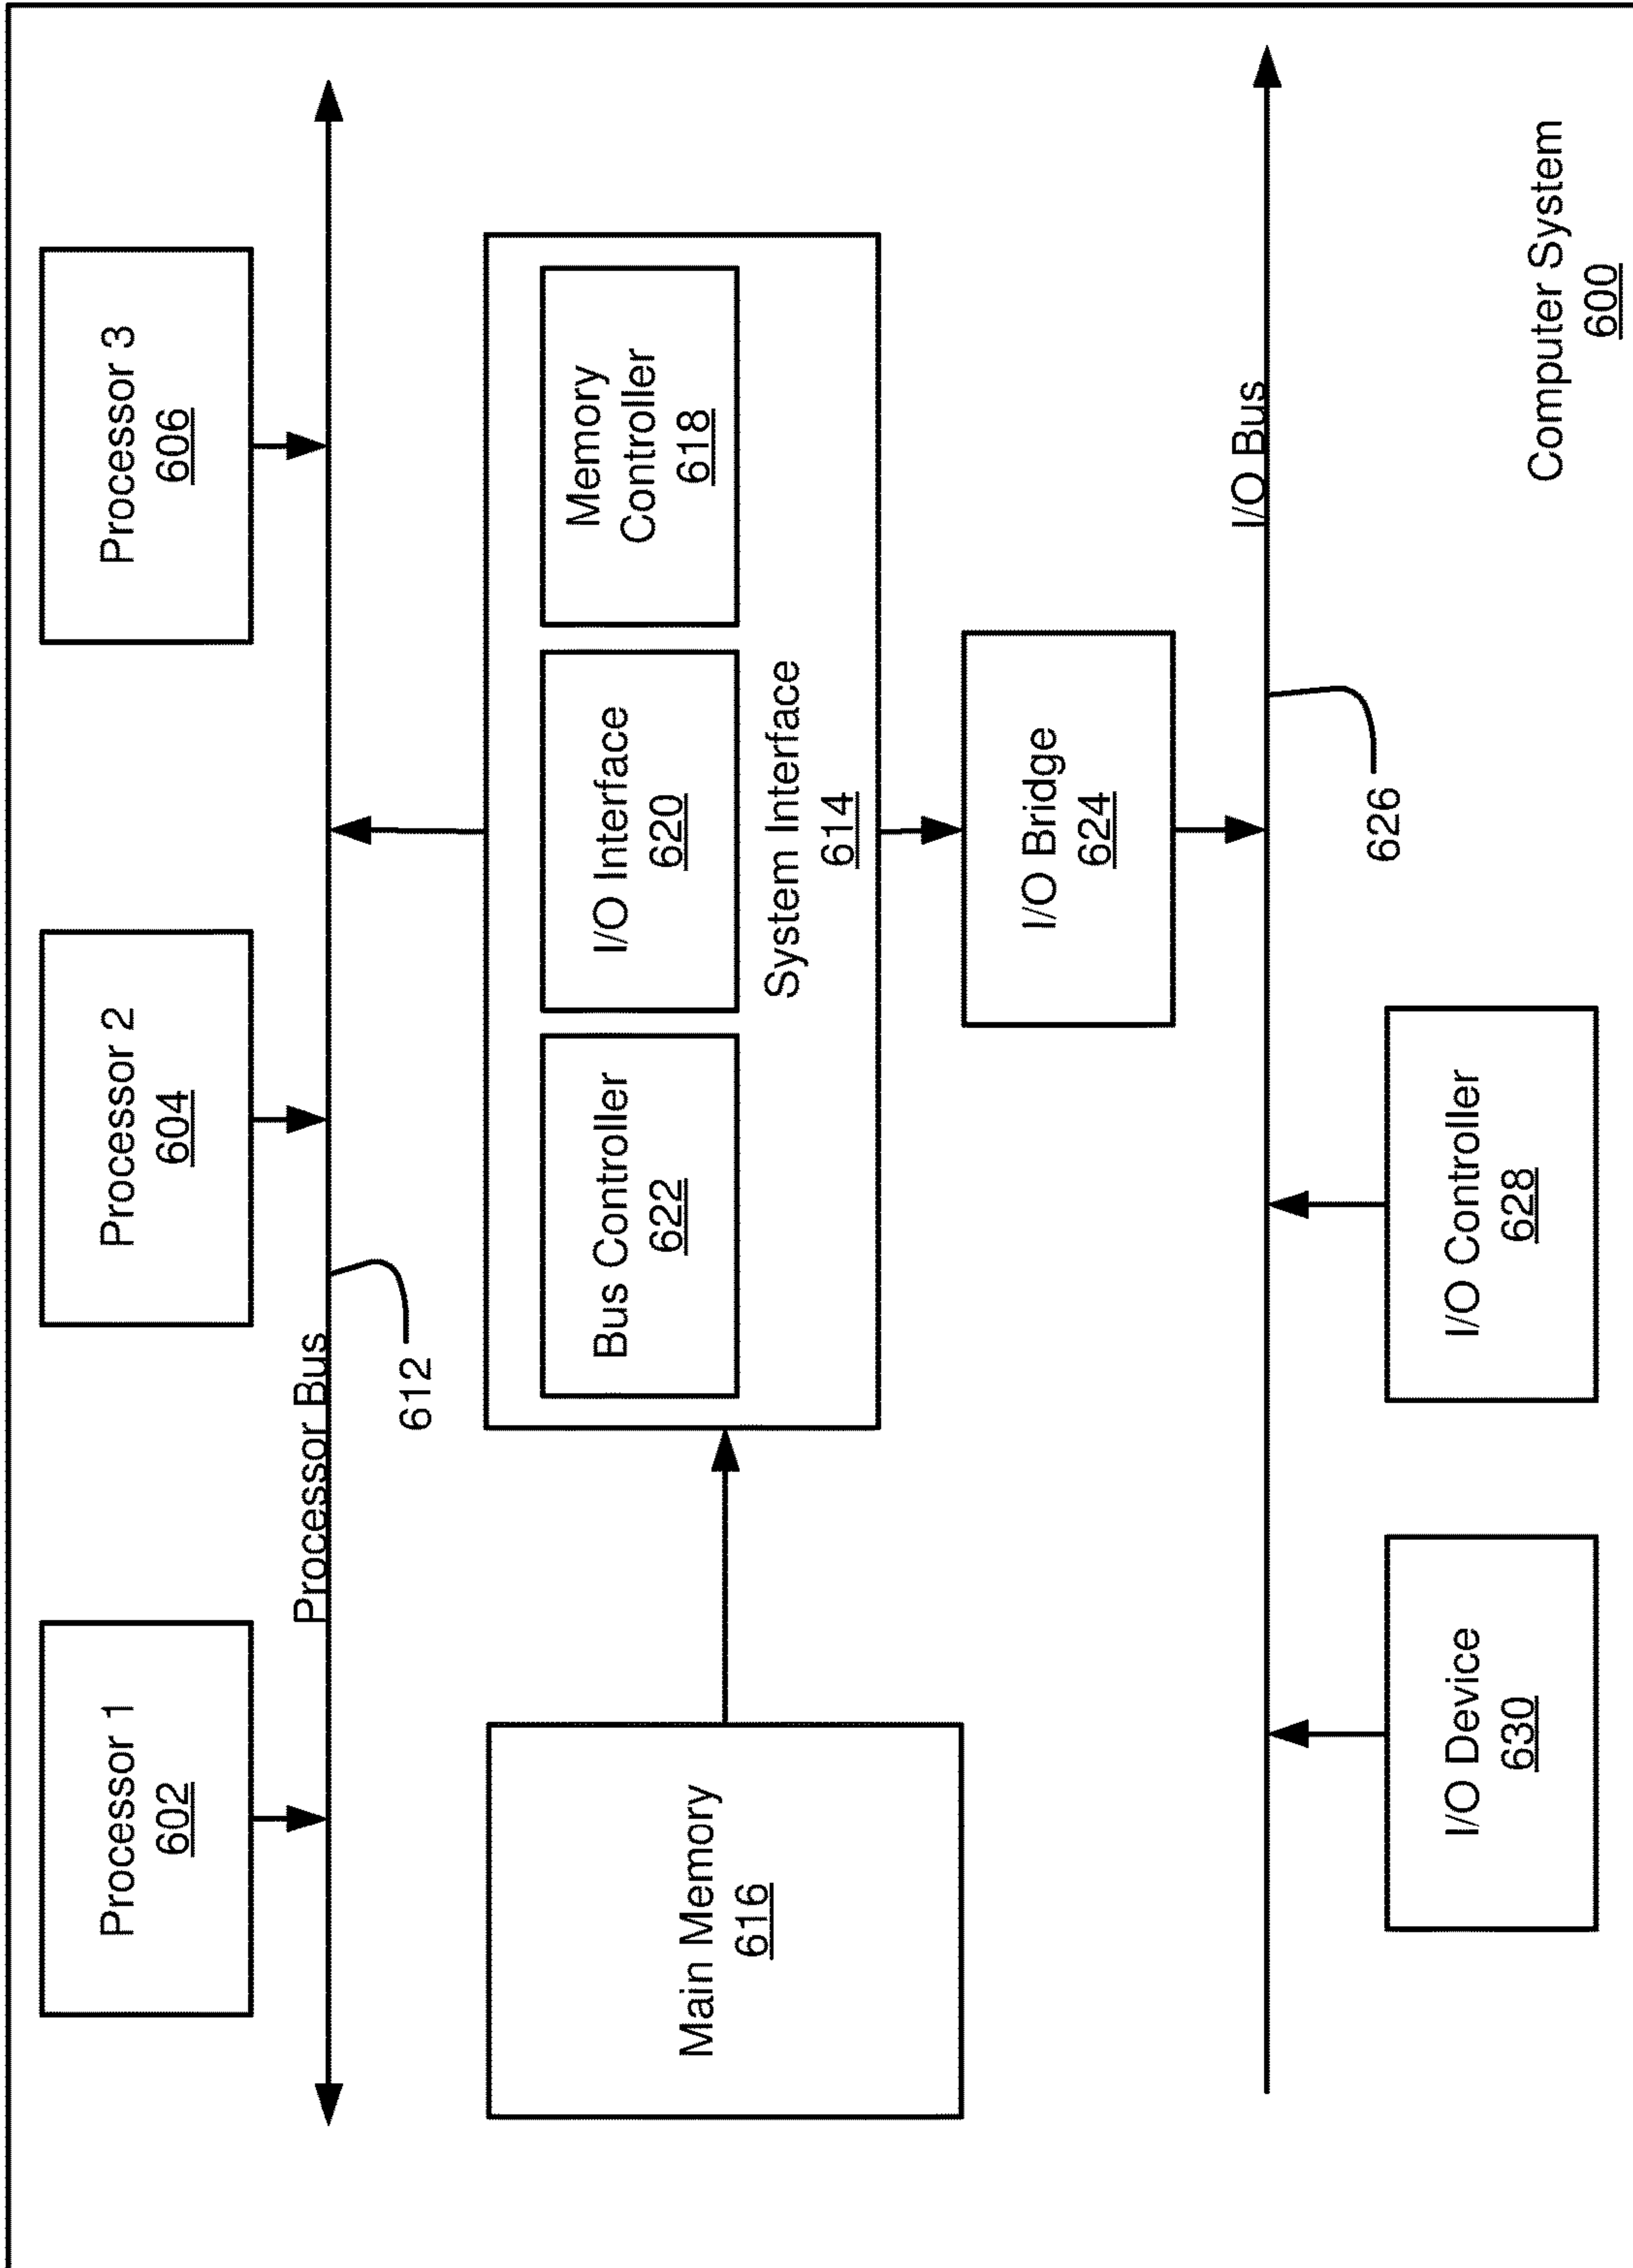 Processor 1
602
Processor 2
604
Processor 3
606
Processor Bus
612
Main Memory
616
Bus Controller
622
I/O Interface
620
Memory
Controller
618
System Interface
614
I/O Bridge
624
I/O Bus
626
I/O Device
630
I/O Controller
628
Computer System
600